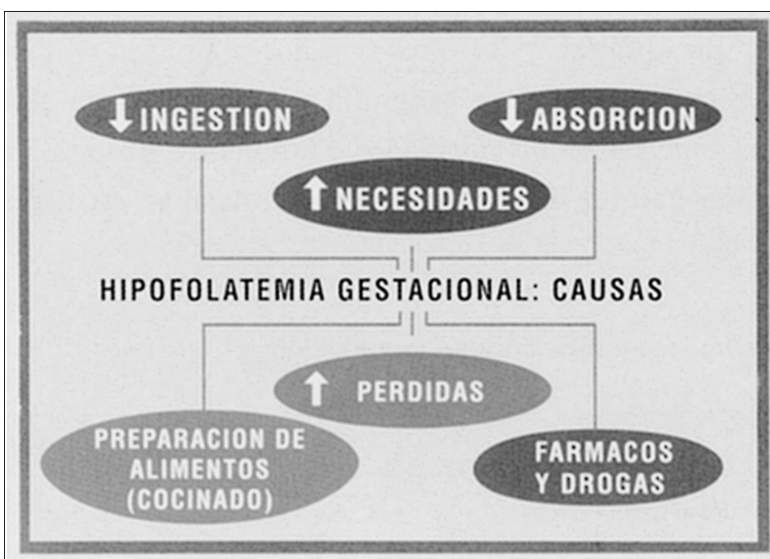 ↓ INGESTION
↓ ABSORCION
↑ NECESIDADES
HIPOFOLATEMIA GESTACIONAL: CAUSAS
↑ PERDIDAS
PREPARACION DE
ALIMENTOS
(COCINADO)
FARMACOS
Y DROGAS